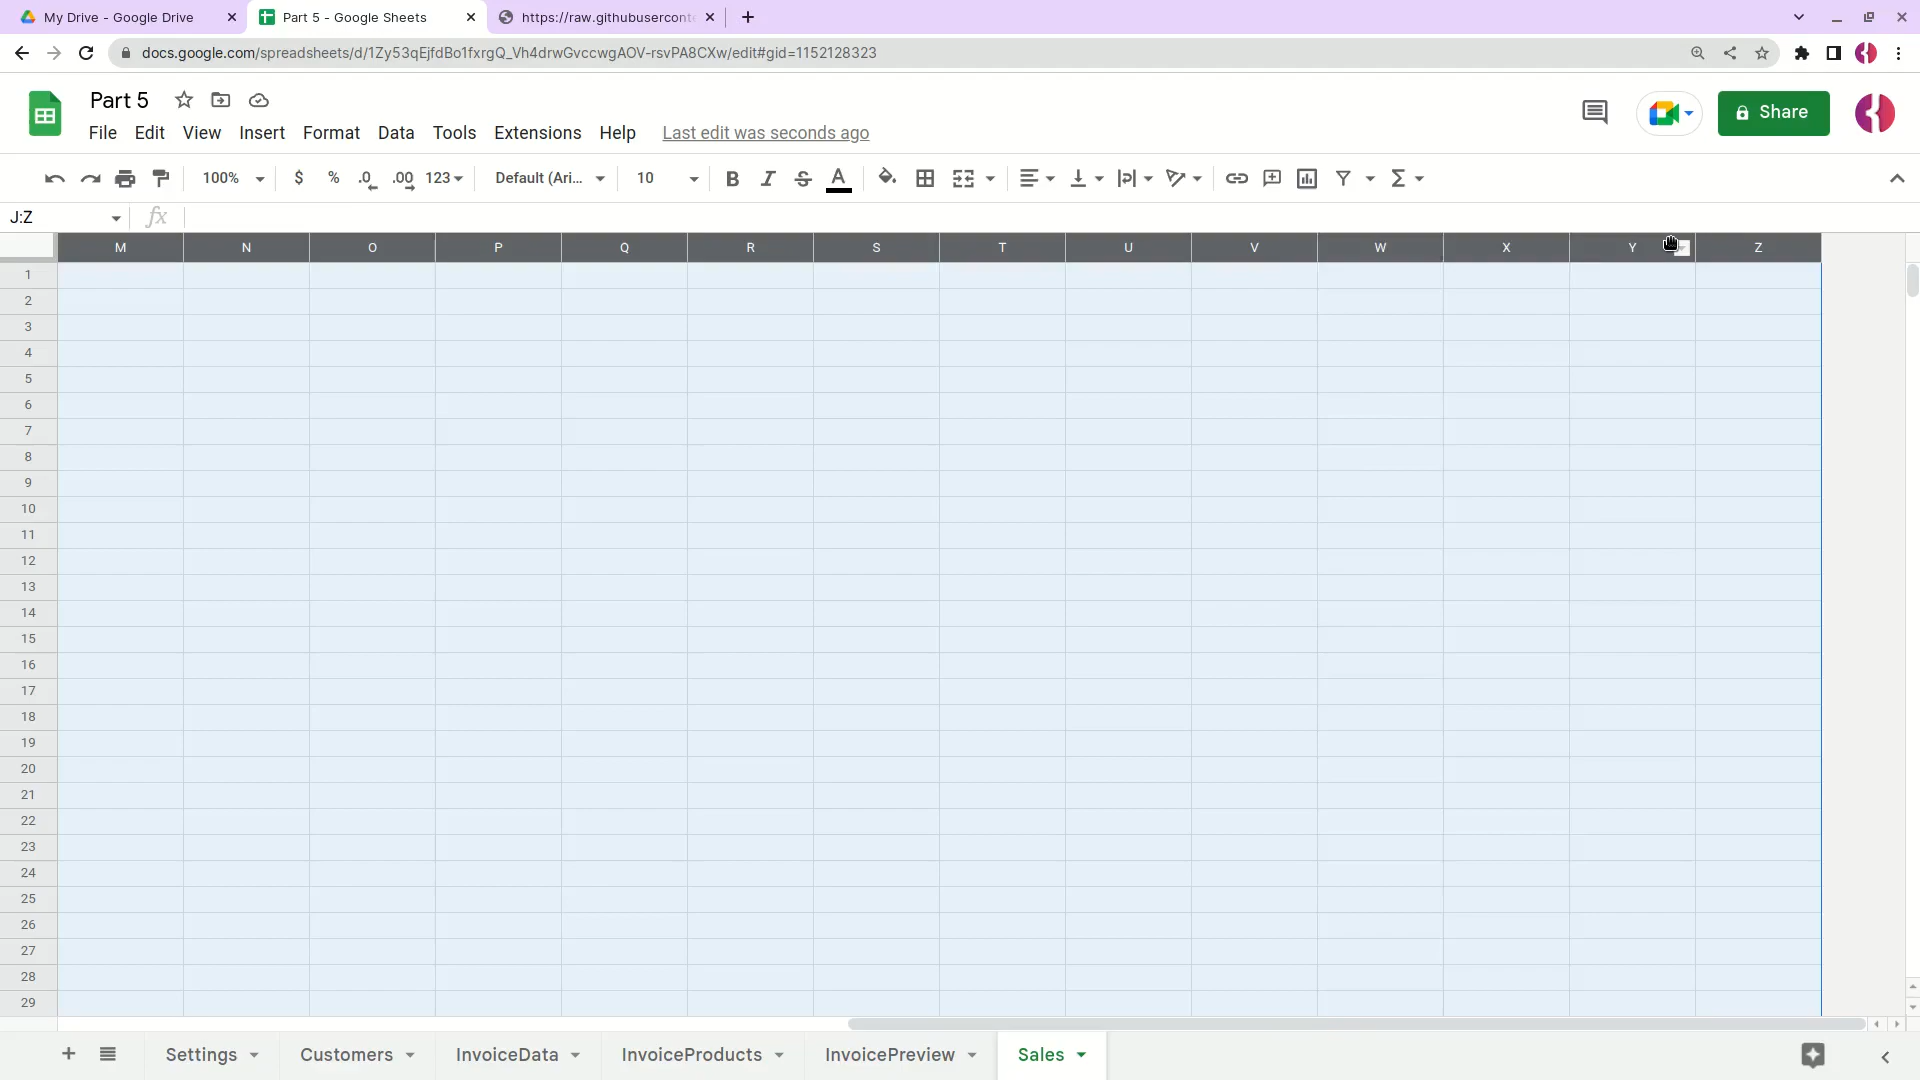 My Drive - Google Drive
Part 5 - Google Sheets
https://raw.githubuserconte
docs.google.com/spreadsheets/d/1Zy53qEjfdBo1fxrgQ_Vh4drwGvccwgAOV-rsvPA8CXw/edit#gid=1152128323
Part 5
File Edit View Insert Format Data Tools Extensions Help Last edit was seconds ago
Share
100% $ % .0 .00 123 Default (Ari... 10 B I S A Σ
J:Z fx
M N O P Q R S T U V W X Y Z
1
2
3
4
5
6
7
8
9
10
11
12
13
14
15
16
17
18
19
20
21
22
23
24
25
26
27
28
29
Settings Customers InvoiceData InvoiceProducts InvoicePreview Sales